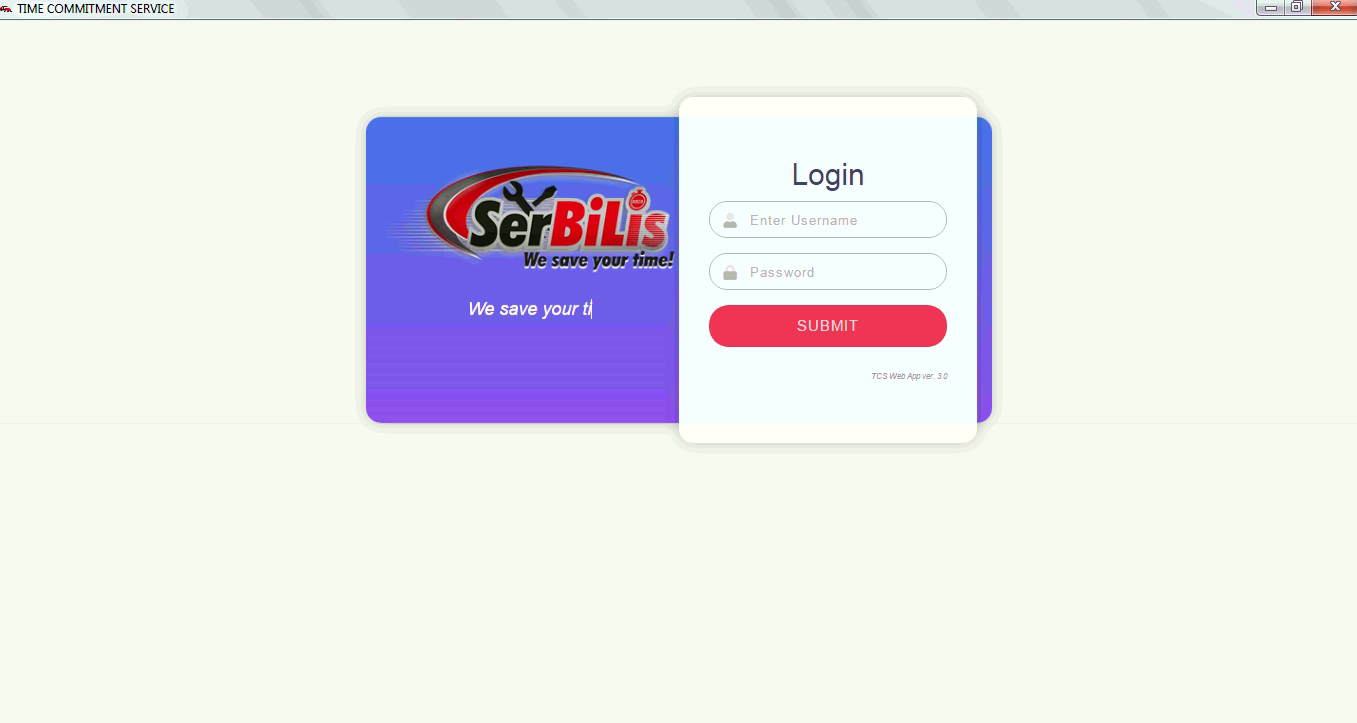 TIME COMMITMENT SERVICE
SerBiLis
We save your time!
We save your ti
Login
Enter Username
Password
SUBMIT
TCS Web App ver. 3.0